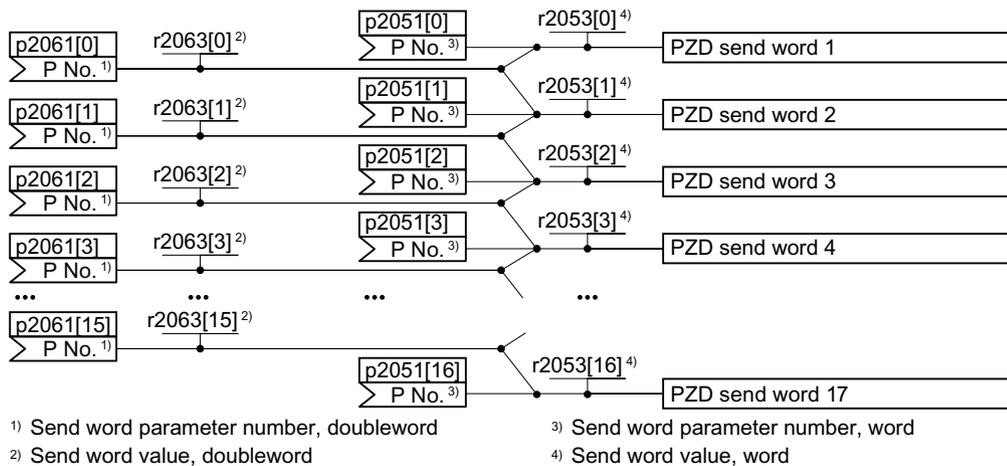 p2051[0] r2053[0] 4)
p2061[0] r2063[0] 2) P No. 3) PZD send word 1
P No. 1)
p2051[1] r2053[1] 4)
p2061[1] r2063[1] 2) P No. 3) PZD send word 2
P No. 1)
p2051[2] r2053[2] 4)
p2061[2] r2063[2] 2) P No. 3) PZD send word 3
P No. 1)
p2051[3] r2053[3] 4)
p2061[3] r2063[3] 2) P No. 3) PZD send word 4
P No. 1)
... ... ... ...
p2061[15] r2063[15] 2)
P No. 1)
p2051[16] r2053[16] 4)
P No. 3) PZD send word 17
1) Send word parameter number, doubleword 3) Send word parameter number, word
2) Send word value, doubleword 4) Send word value, word